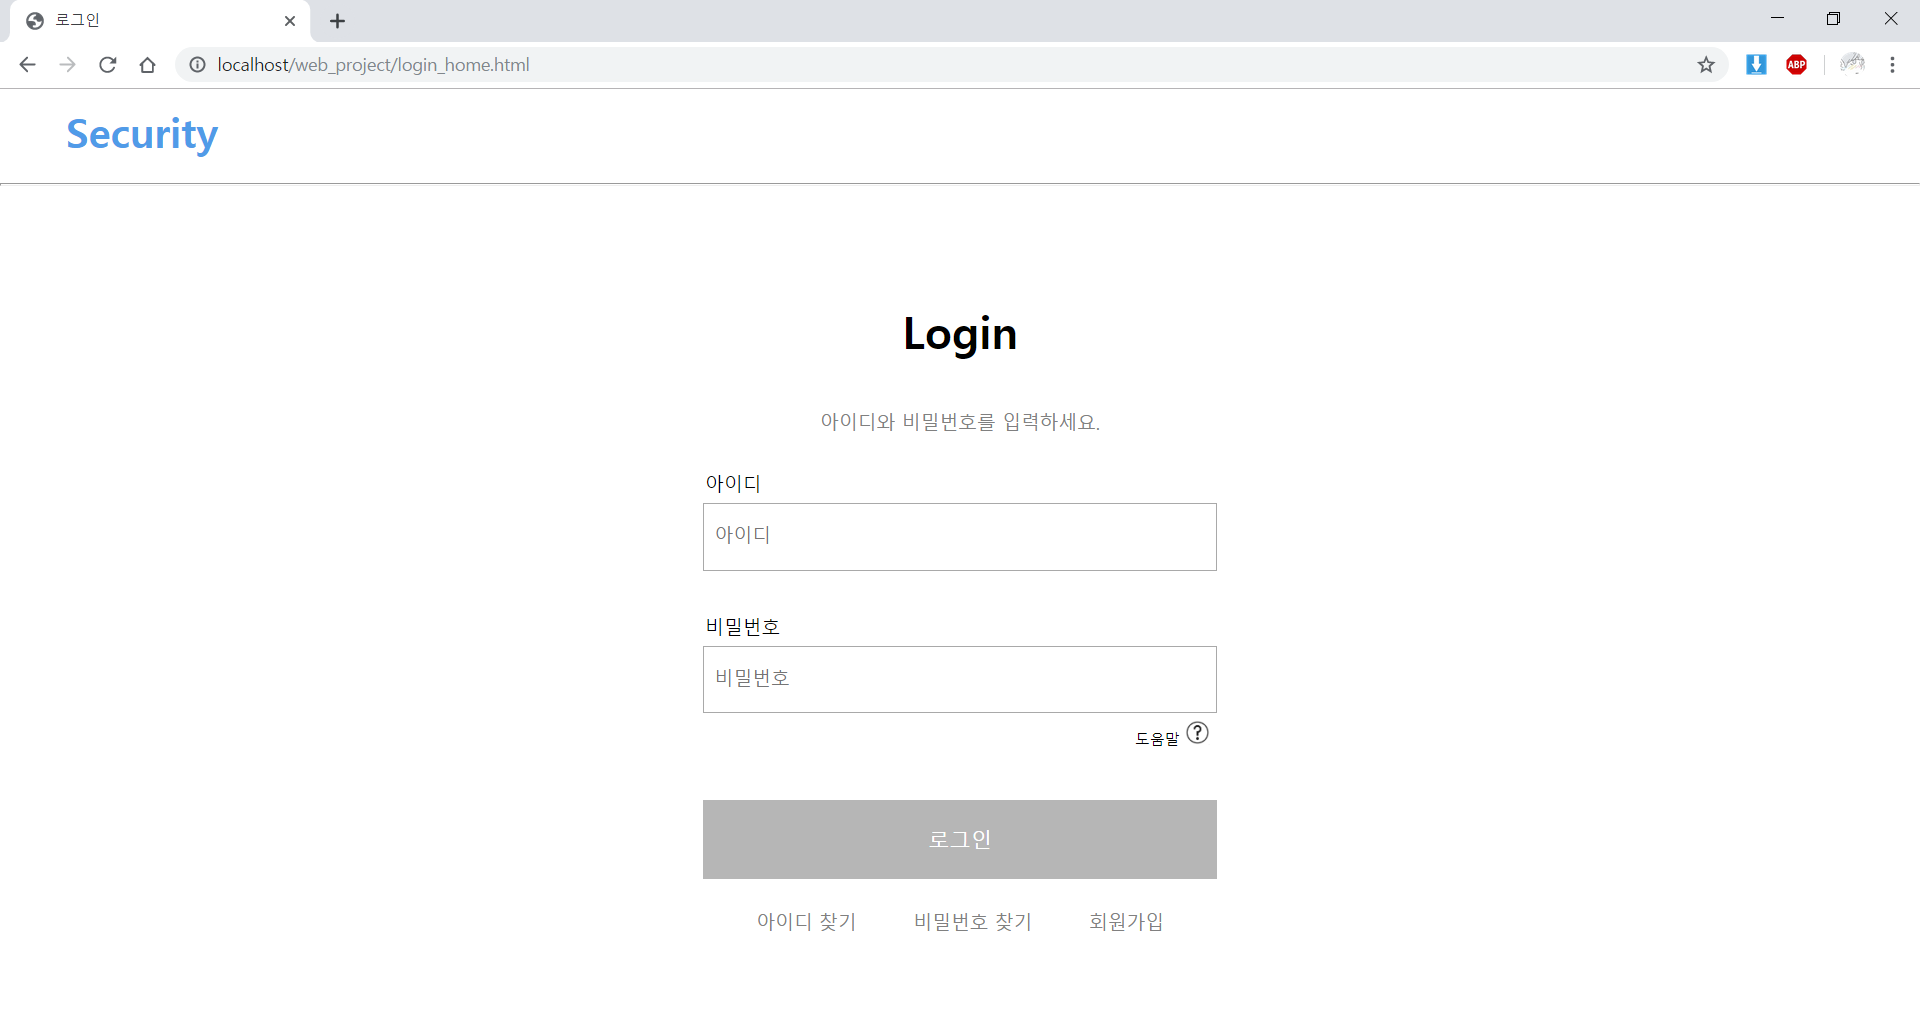 로그인
localhost/web_project/login_home.html
ABP
Security
Login
아이디와 비밀번호를 입력하세요.
아이디
아이디
비밀번호
비밀번호
도움말 ?
로그인
아이디 찾기 비밀번호 찾기 회원가입